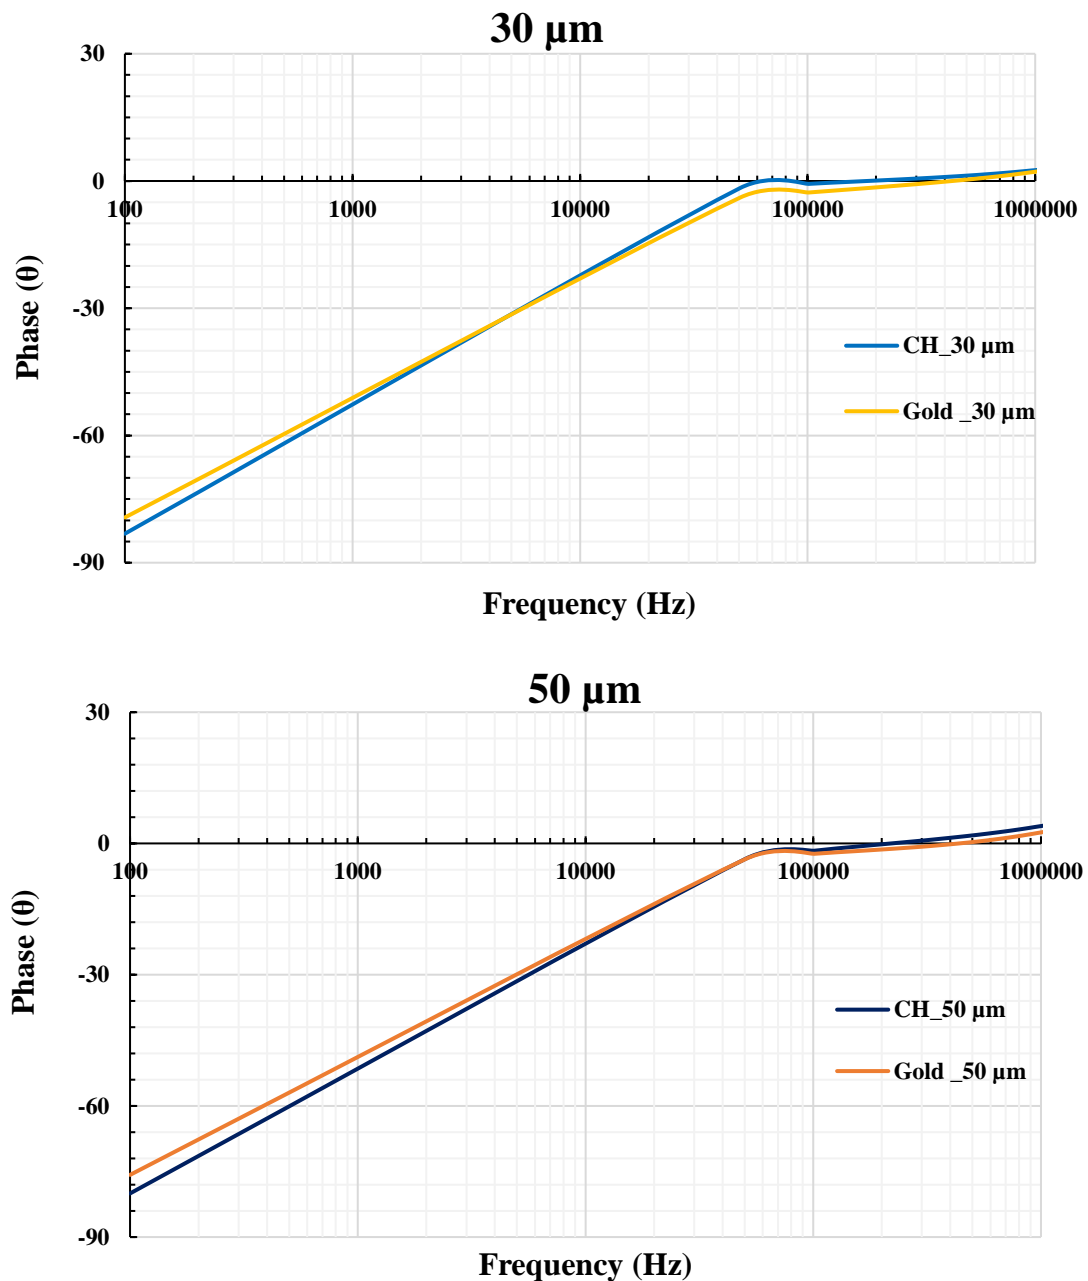 30 µm
30
0
100 1000 10000 100000 1000000
-30
-60
-90
Phase (θ)
CH_30 µm
Gold _30 µm
Frequency (Hz)
50 µm
30
0
100 1000 10000 100000 1000000
-30
-60
-90
Phase (θ)
CH_50 µm
Gold _50 µm
Frequency (Hz)